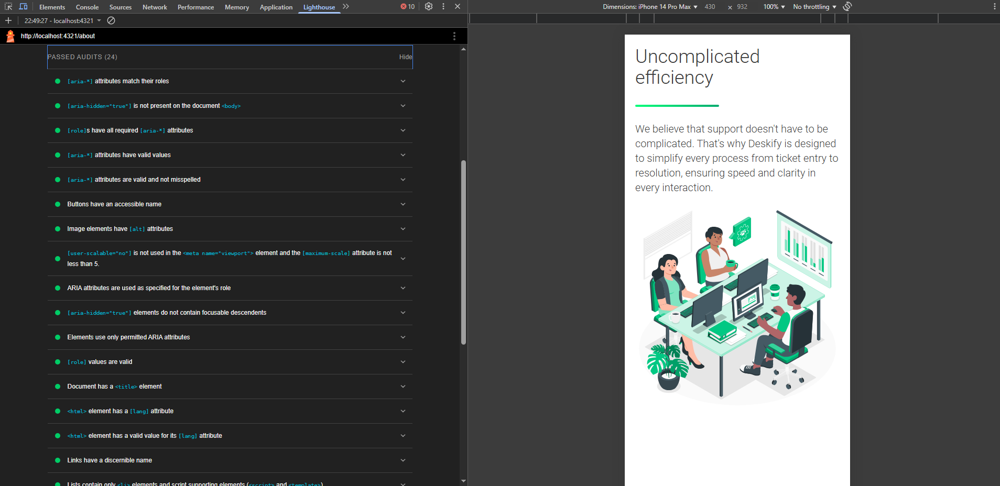 Elements Console Sources Network Performance Memory Application Lighthouse 10
Dimensions: iPhone 14 Pro Max 430 × 932 100% No throttling
22:49:27 - localhost:4321
http://localhost:4321/about
PASSED AUDITS (24) Hide
[aria-*] attributes match their roles
[aria-hidden="true"] is not present on the document <body>
[role]s have all required [aria-*] attributes
[aria-*] attributes have valid values
[aria-*] attributes are valid and not misspelled
Buttons have an accessible name
Image elements have [alt] attributes
[user-scalable="no"] is not used in the <meta name="viewport"> element and the [maximum-scale] attribute is not
less than 5.
ARIA attributes are used as specified for the element's role
[aria-hidden="true"] elements do not contain focusable descendents
Elements use only permitted ARIA attributes
[role] values are valid
Document has a <title> element
<html> element has a [lang] attribute
<html> element has a valid value for its [lang] attribute
Links have a discernible name
Lists contain only <li> elements and script supporting elements (<script> and <template>)
Uncomplicated
efficiency
We believe that support doesn't have to be
complicated. That's why Deskify is designed
to simplify every process from ticket entry to
resolution, ensuring speed and clarity in
every interaction.